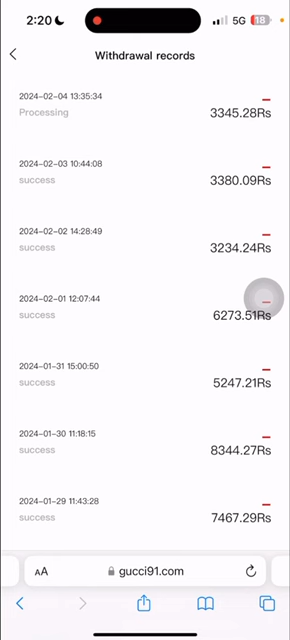 2:20
5G 18
Withdrawal records
2024-02-04 13:35:34
Processing
3345.28Rs
2024-02-03 10:44:08
success
3380.09Rs
2024-02-02 14:28:49
success
3234.24Rs
2024-02-01 12:07:44
success
6273.51Rs
2024-01-31 15:00:50
success
5247.21Rs
2024-01-30 11:18:15
success
8344.27Rs
2024-01-29 11:43:28
success
7467.29Rs
AA gucci91.com